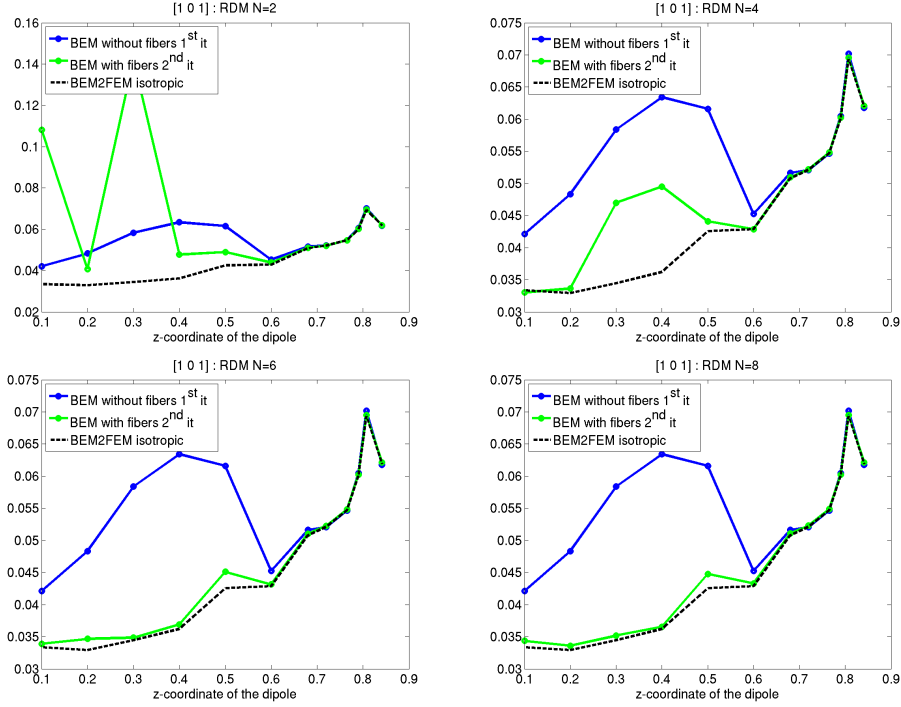 [1 0 1] : RDM N=2
0.16
0.14
0.12
0.1
0.08
0.06
0.04
0.02
BEM without fibers 1st it
BEM with fibers 2nd it
BEM2FEM isotropic
0.1 0.2 0.3 0.4 0.5 0.6 0.7 0.8 0.9
z-coordinate of the dipole
[1 0 1] : RDM N=4
0.075
0.07
0.065
0.06
0.055
0.05
0.045
0.04
0.035
0.03
BEM without fibers 1st it
BEM with fibers 2nd it
BEM2FEM isotropic
0.1 0.2 0.3 0.4 0.5 0.6 0.7 0.8 0.9
z-coordinate of the dipole
[1 0 1] : RDM N=6
0.075
0.07
0.065
0.06
0.055
0.05
0.045
0.04
0.035
0.03
BEM without fibers 1st it
BEM with fibers 2nd it
BEM2FEM isotropic
0.1 0.2 0.3 0.4 0.5 0.6 0.7 0.8 0.9
z-coordinate of the dipole
[1 0 1] : RDM N=8
0.075
0.07
0.065
0.06
0.055
0.05
0.045
0.04
0.035
0.03
BEM without fibers 1st it
BEM with fibers 2nd it
BEM2FEM isotropic
0.1 0.2 0.3 0.4 0.5 0.6 0.7 0.8 0.9
z-coordinate of the dipole